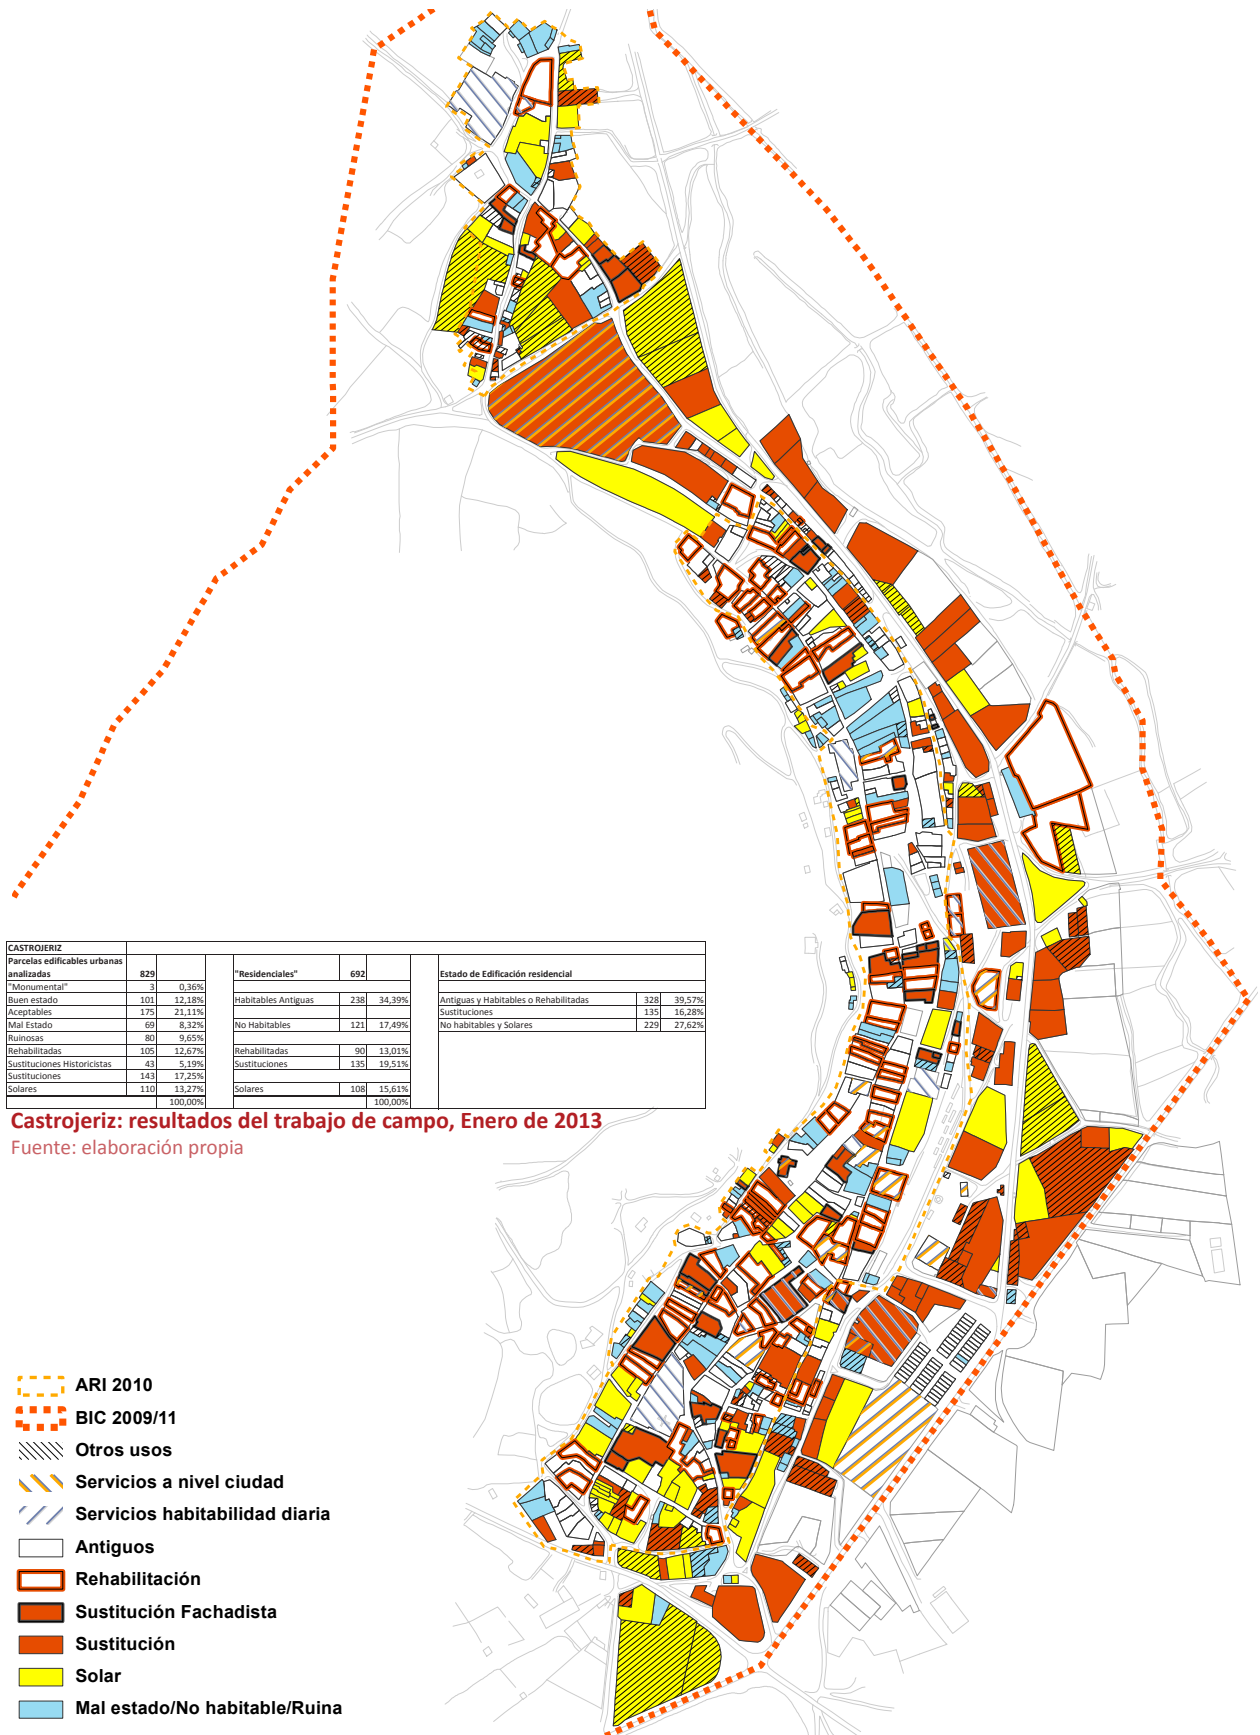 CASTROJERIZ
Parcelas edificables urbanas analizadas 829 "Residenciales" 692 Estado de Edificación residencial
"Monumental" 3 0,36%
Buen estado 101 12,18% Habitables Antiguas 238 34,39% Antiguas y Habitables o Rehabilitadas 328 39,57%
Aceptables 175 21,11% Sustituciones 135 16,28%
Mal Estado 69 8,32% No Habitables 121 17,49% No habitables y Solares 229 27,62%
Ruinosas 80 9,65%
Rehabilitadas 105 12,67% Rehabilitadas 90 13,01%
Sustituciones Historicistas 43 5,19% Sustituciones 135 19,51%
Sustituciones 143 17,25%
Solares 110 13,27% Solares 108 15,61%
100,00% 100,00%
Castrojeriz: resultados del trabajo de campo, Enero de 2013
Fuente: elaboración propia
ARI 2010
BIC 2009/11
Otros usos
Servicios a nivel ciudad
Servicios habitabilidad diaria
Antiguos
Rehabilitación
Sustitución Fachadista
Sustitución
Solar
Mal estado/No habitable/Ruina